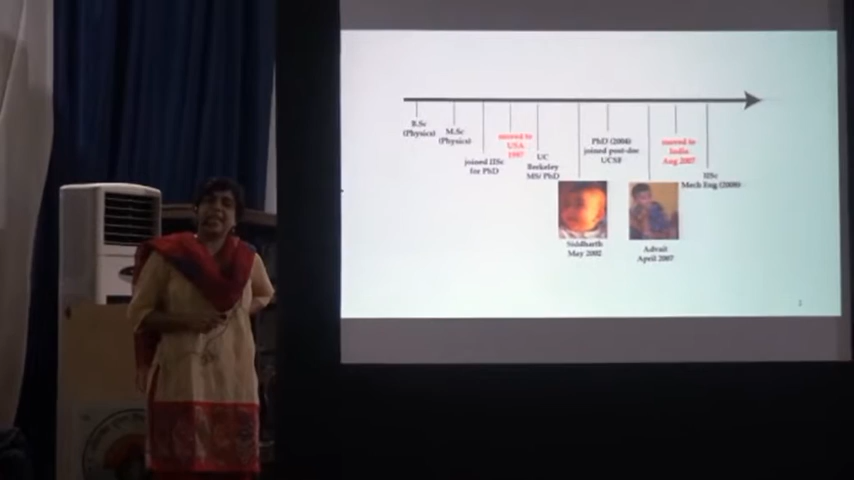 B.Sc
(Physics)
M.Sc
(Physics)
joined IISc
for PhD
moved to
USA
1997
UC
Berkeley
MS/ PhD
PhD (2004)
joined post-doc
UCSF
moved to
India
Aug 2007
IISc
Mech Eng (2008)
Siddharth
May 2002
Advait
April 2007
2